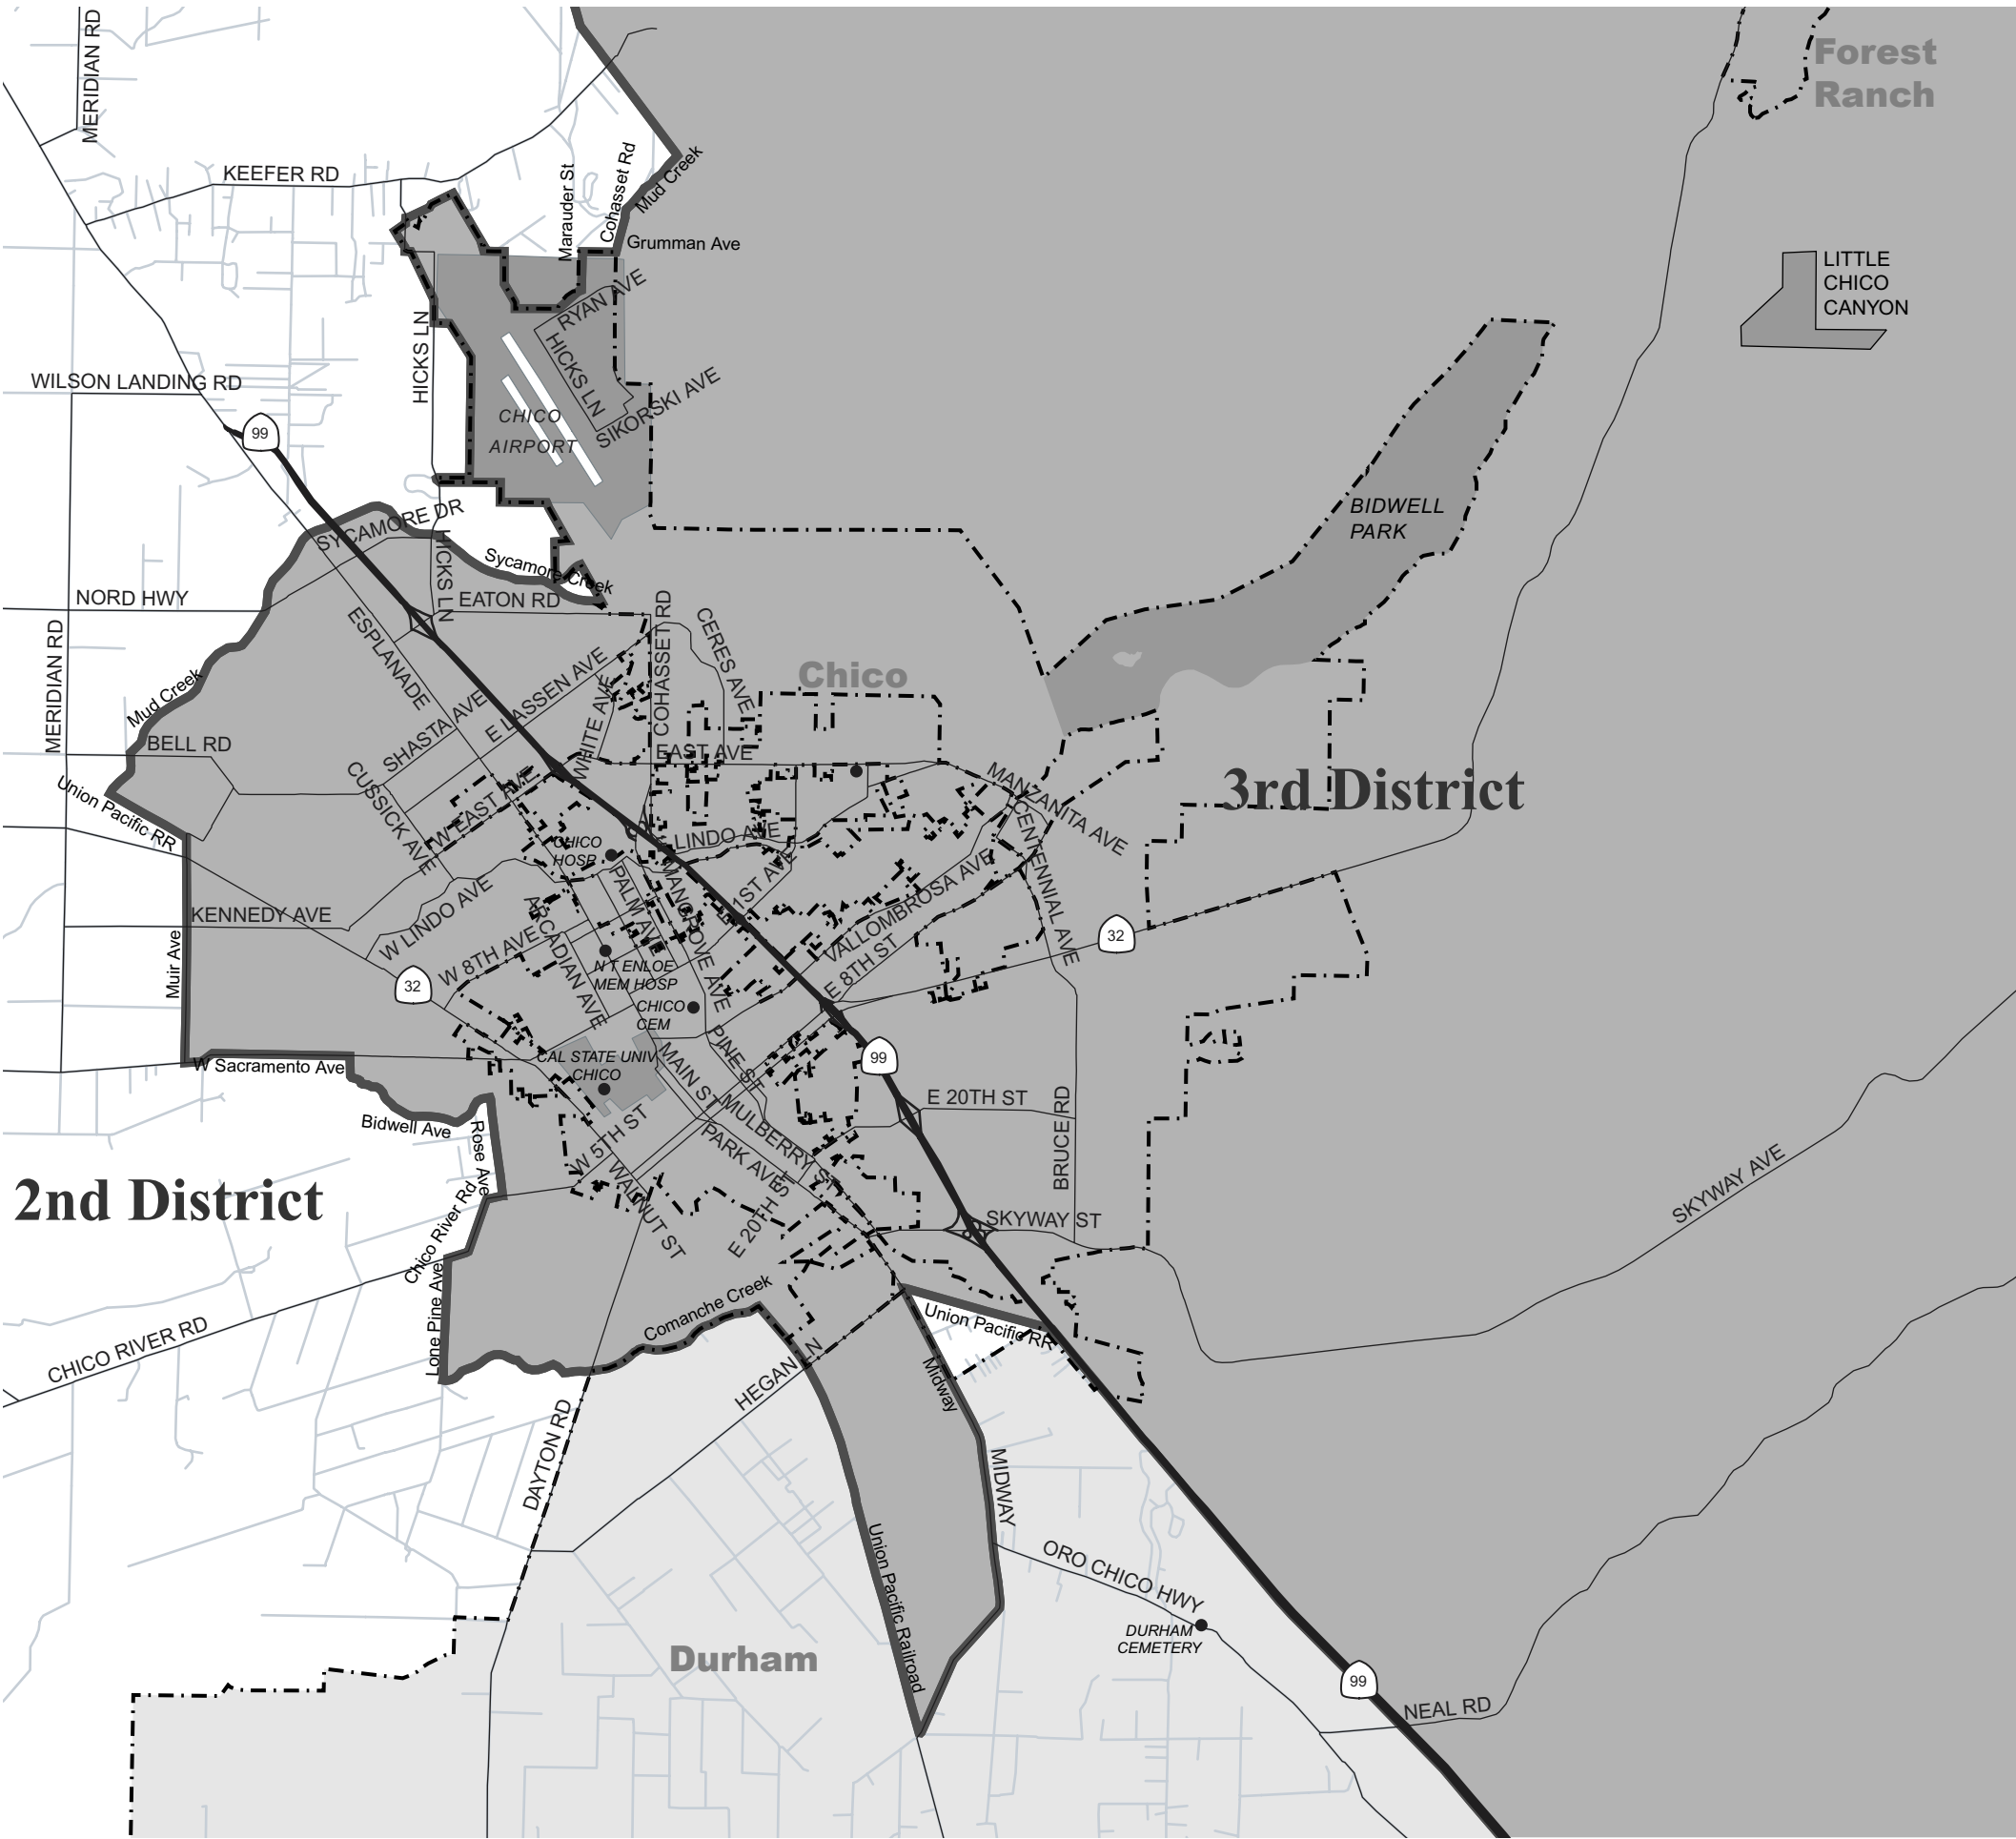 MERIDIAN RD
Forest
Ranch
KEEFER RD
Marauder St
Cohasset Rd
Mud Creek
Grumman Ave
LITTLE
CHICO
CANYON
RYAN AVE
HICKS LN
HICKS LN
WILSON LANDING RD
SIKORSKI AVE
CHICO
AIRPORT
99
BIDWELL
PARK
SYCAMORE DR
HICKS LN
Sycamore Creek
NORD HWY
EATON RD
MERIDIAN RD
ESPLANADE
COHASSET RD
CERES AVE
Chico
Mud Creek
E LASSEN AVE
WHITE AVE
SHASTA AVE
BELL RD
EAST AVE
Union Pacific RR
CUSSICK AVE
W EAST AVE
MANZANITA AVE
3rd District
CENTENNIAL AVE
LINDO AVE
CHICO
HOSP
PALM AVE
MANGROVE AVE
E 1ST AVE
VALLOMBROSA AVE
KENNEDY AVE
W LINDO AVE
ARCADIAN AVE
W 8TH AVE
E 8TH ST
32
Muir Ave
32
N T ENLOE
MEM HOSP
CHICO
CEM
W Sacramento Ave
CAL STATE UNIV
CHICO
MAIN ST
PINE ST
99
E 20TH ST
BRUCE RD
Bidwell Ave
Rose Ave
W 5TH ST
MULBERRY ST
PARK AVE
WALNUT ST
E 20TH ST
2nd District
SKYWAY AVE
SKYWAY ST
Chico River Rd
Lone Pine Ave
Comanche Creek
Union Pacific RR
CHICO RIVER RD
HEGAN LN
Midway
DAYTON RD
MIDWAY
Union Pacific Railroad
ORO CHICO HWY
DURHAM
CEMETERY
Durham
99
NEAL RD